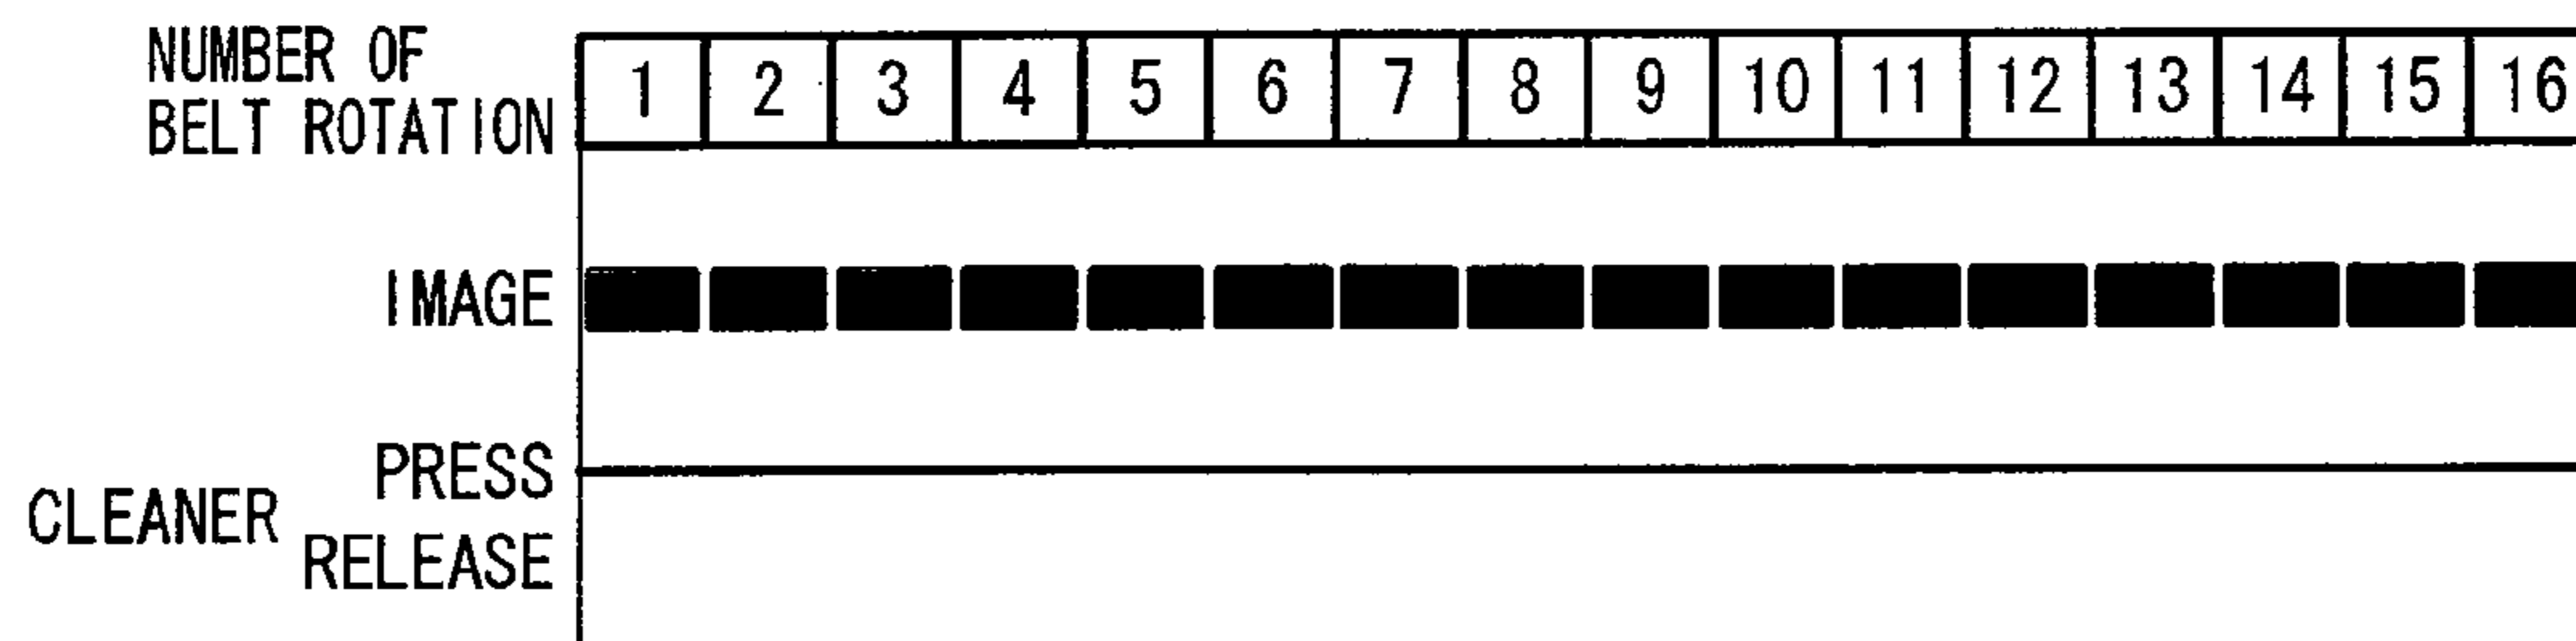 NUMBER OF
BELT ROTATION
1 2 3 4 5 6 7 8 9 10 11 12 13 14 15 16
IMAGE
PRESS
CLEANER
RELEASE